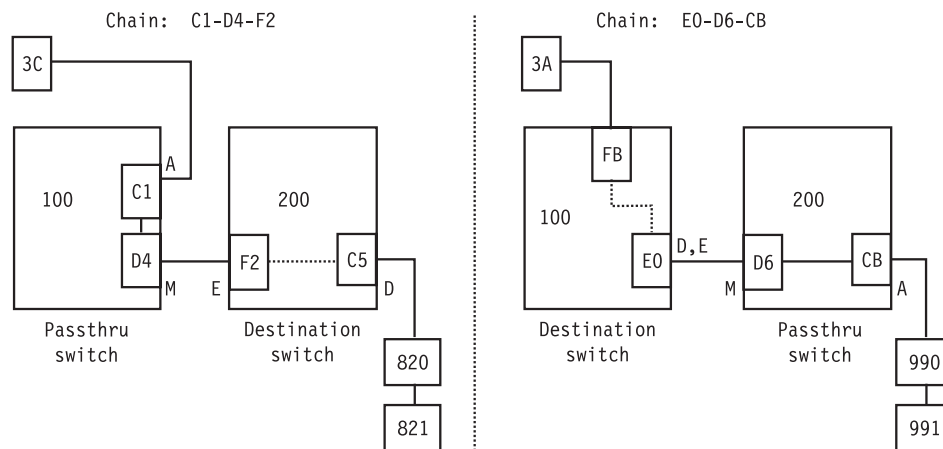 Chain: C1-D4-F2
3C
A
100
C1
200
D4
F2
C5
M
E
D
Passthru
switch
Destination
switch
820
821
Chain: E0-D6-CB
3A
FB
100
200
E0
D,E
D6
CB
M
A
Destination
switch
Passthru
switch
990
991